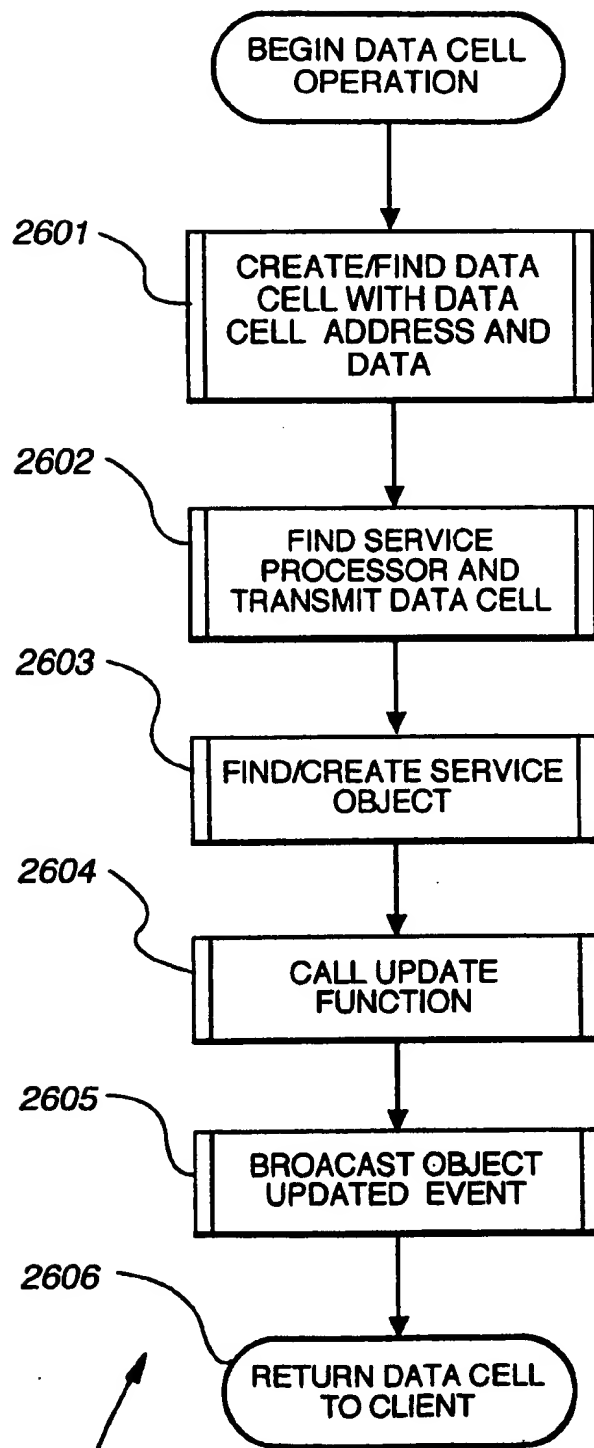 BEGIN DATA CELL
OPERATION
2601
CREATE/FIND DATA
CELL WITH DATA
CELL ADDRESS AND
DATA
2602
FIND SERVICE
PROCESSOR AND
TRANSMIT DATA CELL
2603
FIND/CREATE SERVICE
OBJECT
2604
CALL UPDATE
FUNCTION
2605
BROACAST OBJECT
UPDATED EVENT
2606
RETURN DATA CELL
TO CLIENT